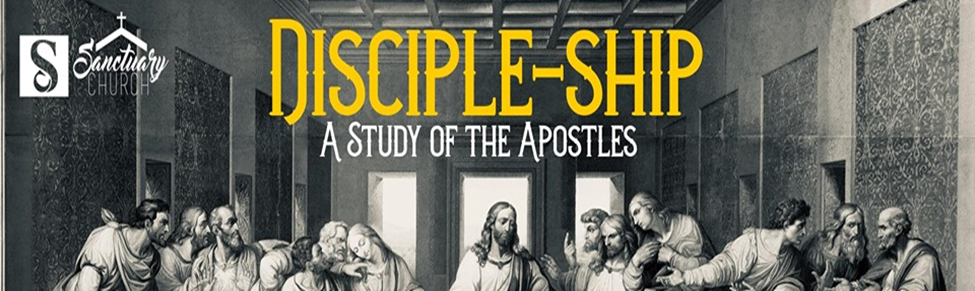 S Sanctuary
CHURCH
DISCIPLE-SHIP
A STUDY OF THE APOSTLES